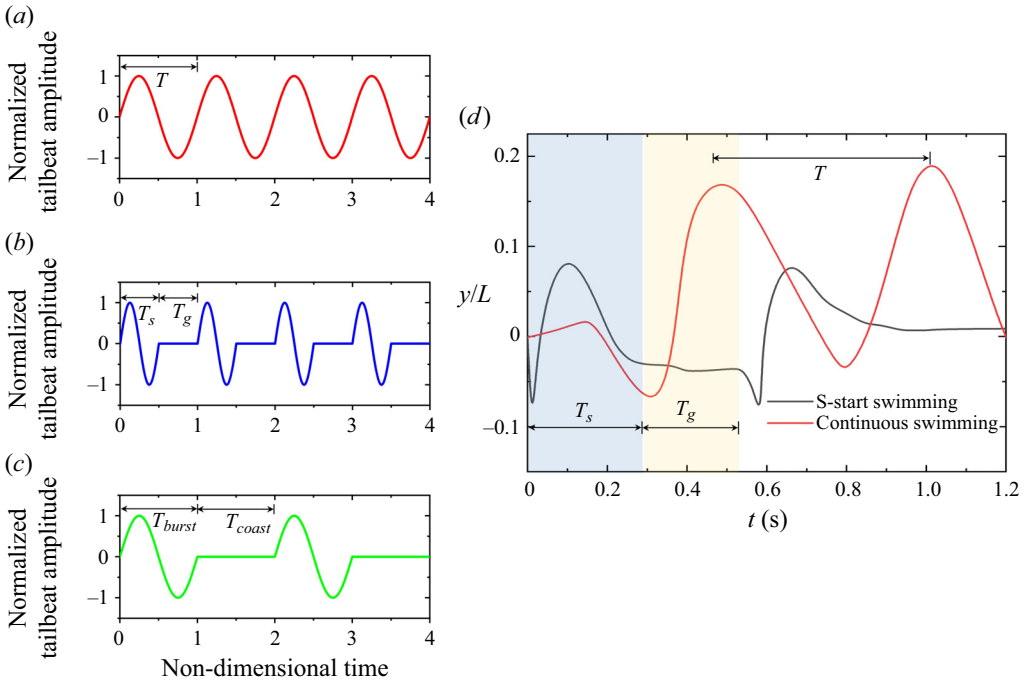 (a)
Normalized
tailbeat amplitude
1
0
−1
T
0 1 2 3 4
(b)
Normalized
tailbeat amplitude
1
0
−1
Ts Tg
0 1 2 3 4
(c)
Normalized
tailbeat amplitude
1
0
−1
Tburst Tcoast
0 1 2 3 4
Non-dimensional time
(d)
y/L
0.2
0.1
0
−0.1
T
Ts Tg
S-start swimming
Continuous swimming
0 0.2 0.4 0.6 0.8 1.0 1.2
t (s)